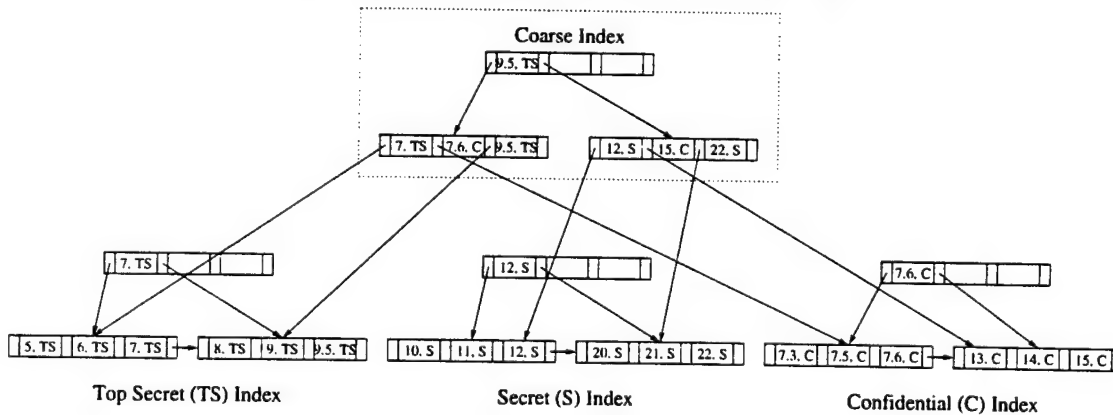 Coarse Index
9.5, TS
7. TS 7.6, C 9.5, TS
12, S 15, C 22, S
7. TS
12, S
7.6, C
5, TS 6. TS 7. TS
8. TS 9. TS 9.5, TS
10. S 11, S 12, S
20. S 21. S 22. S
7.3, C 7.5, C 7.6, C
13. C 14. C 15, C
Top Secret (TS) Index
Secret (S) Index
Confidential (C) Index